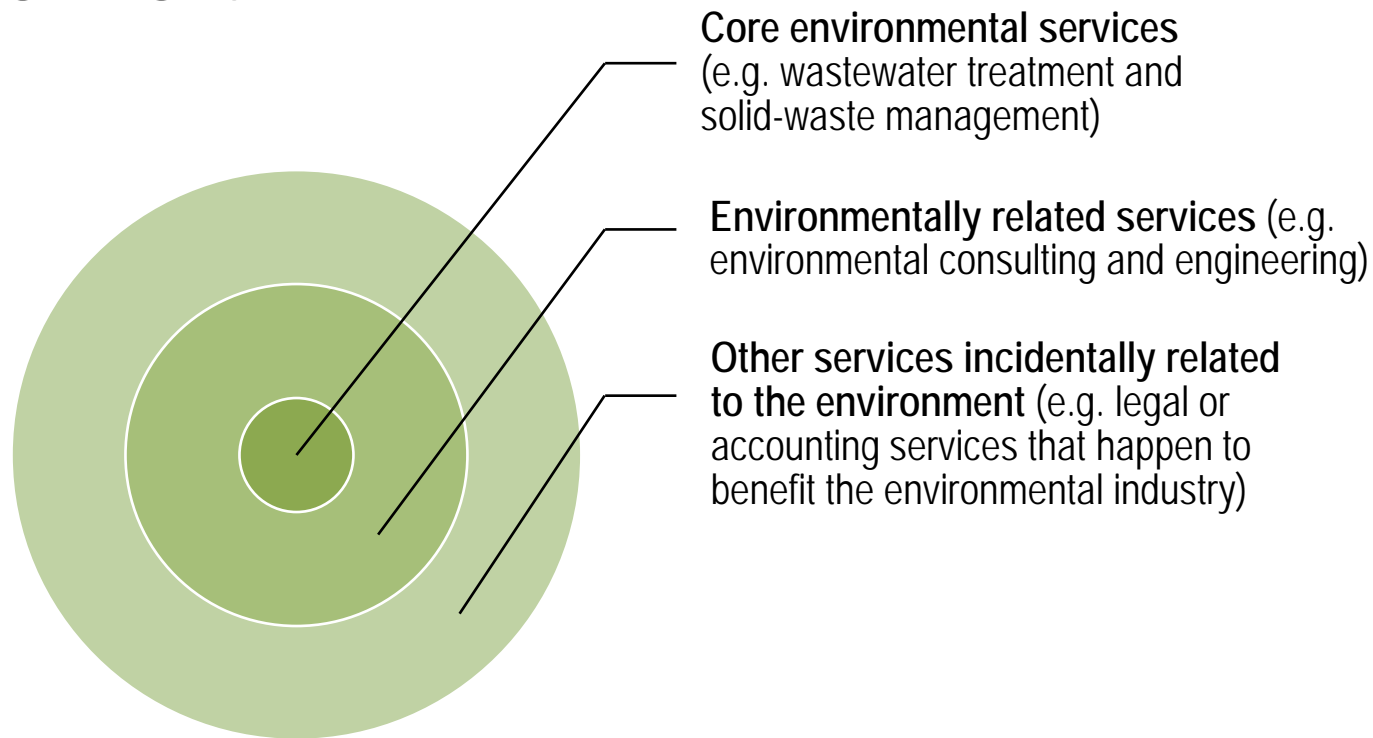 Core environmental services
(e.g. wastewater treatment and
solid-waste management)
Environmentally related services (e.g.
environmental consulting and engineering)
Other services incidentally related
to the environment (e.g. legal or
accounting services that happen to
benefit the environmental industry)